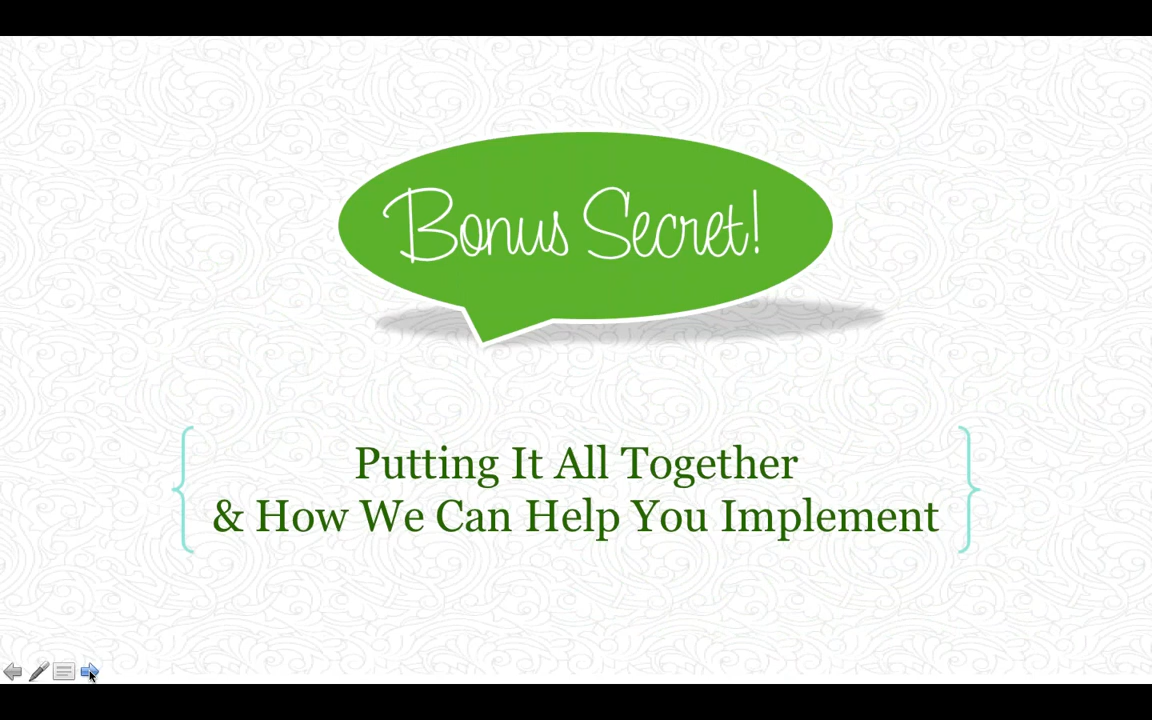 Bonus Secret!
Putting It All Together
& How We Can Help You Implement